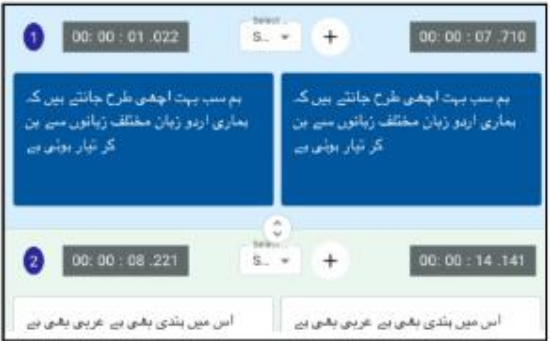 1
00: 00 : 01 .022
Select ...
S..
+
00: 00 : 07 .710
ہم سب بہت اچھی طرح جانتے ہیں کہ
ہماری اردو زبان مختلف زبانوں سے بن
کر تیار ہوئی ہے
ہم سب بہت اچھی طرح جانتے ہیں کہ
ہماری اردو زبان مختلف زبانوں سے بن
کر تیار ہوئی ہے
2
00: 00 : 08 .221
Select ...
S..
+
00: 00 : 14 .141
اس میں ہندی بھی ہے عربی بھی ہے
اس میں ہندی بھی ہے عربی بھی ہے